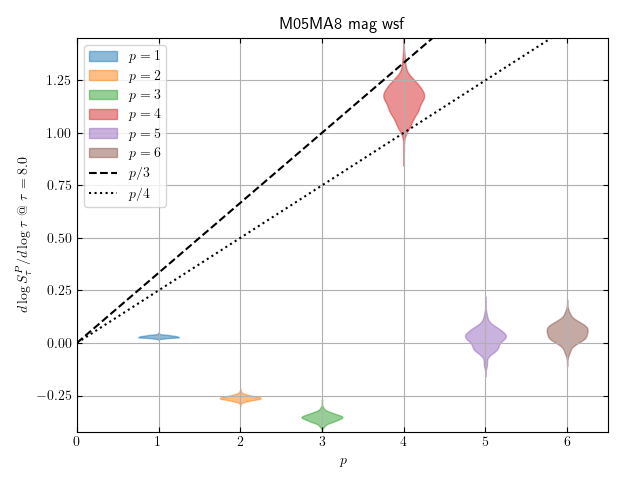 M05MA8 mag wsf
p = 1
p = 2
p = 3
p = 4
p = 5
p = 6
p/3
p/4
d log S_τ^P / d log τ @ τ = 8.0
1.25
1.00
0.75
0.50
0.25
0.00
−0.25
0 1 2 3 4 5 6
p